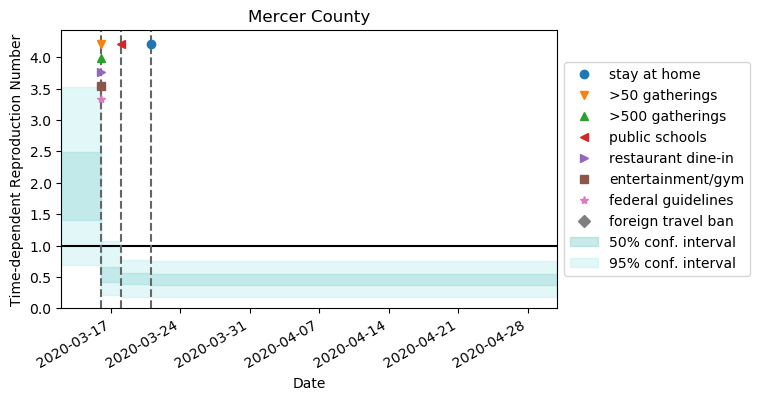 Mercer County
Time-dependent Reproduction Number
4.0
3.5
3.0
2.5
2.0
1.5
1.0
0.5
0.0
2020-03-17
2020-03-24
2020-03-31
2020-04-07
2020-04-14
2020-04-21
2020-04-28
Date
stay at home
>50 gatherings
>500 gatherings
public schools
restaurant dine-in
entertainment/gym
federal guidelines
foreign travel ban
50% conf. interval
95% conf. interval